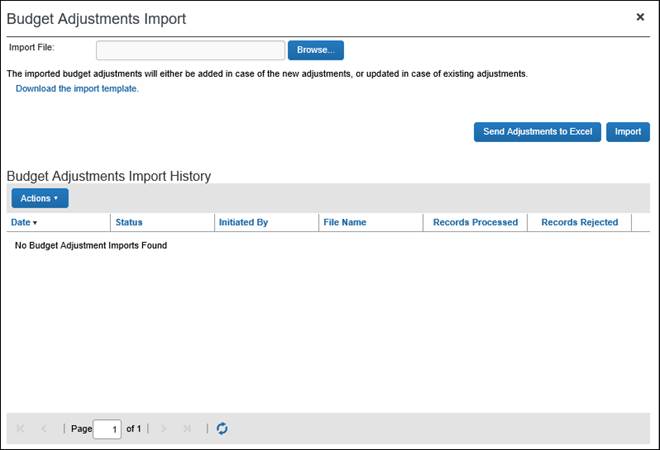 Budget Adjustments Import
Import File:
Browse...
The imported budget adjustments will either be added in case of the new adjustments, or updated in case of existing adjustments.
Download the import template.
Send Adjustments to Excel Import
Budget Adjustments Import History
Actions
Date Status Initiated By File Name Records Processed Records Rejected
No Budget Adjustment Imports Found
Page 1 of 1